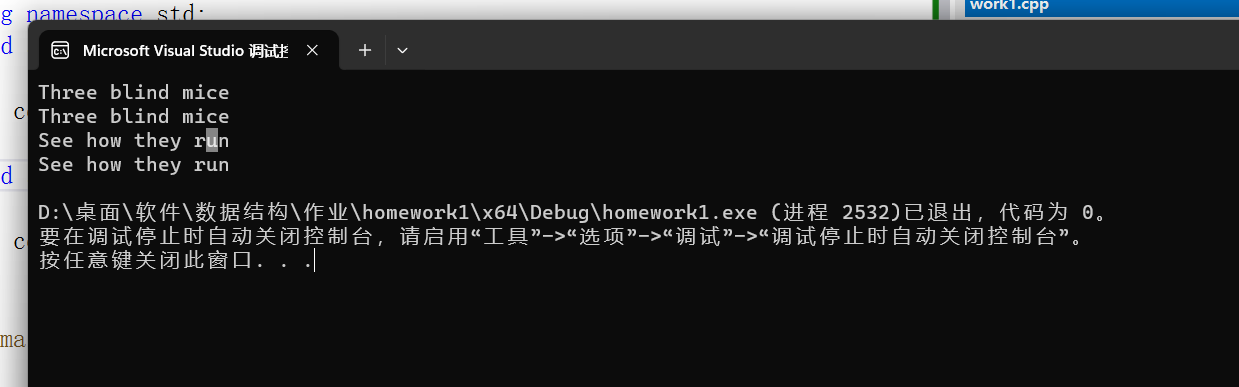 g namespace std;
work1.cpp
d
Microsoft Visual Studio 调试
c
d
c
ma
Three blind mice
Three blind mice
See how they run
See how they run
D:\桌面\软件\数据结构\作业\homework1\x64\Debug\homework1.exe (进程 2532)已退出，代码为 0。
要在调试停止时自动关闭控制台，请启用“工具”->“选项”->“调试”->“调试停止时自动关闭控制台”。
按任意键关闭此窗口. . .